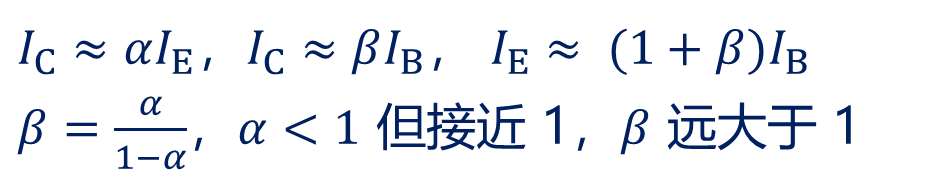 I_C ≈ αI_E, I_C ≈ βI_B, I_E ≈ (1 + β)I_B
β = α/(1−α), α < 1 但接近 1, β 远大于 1